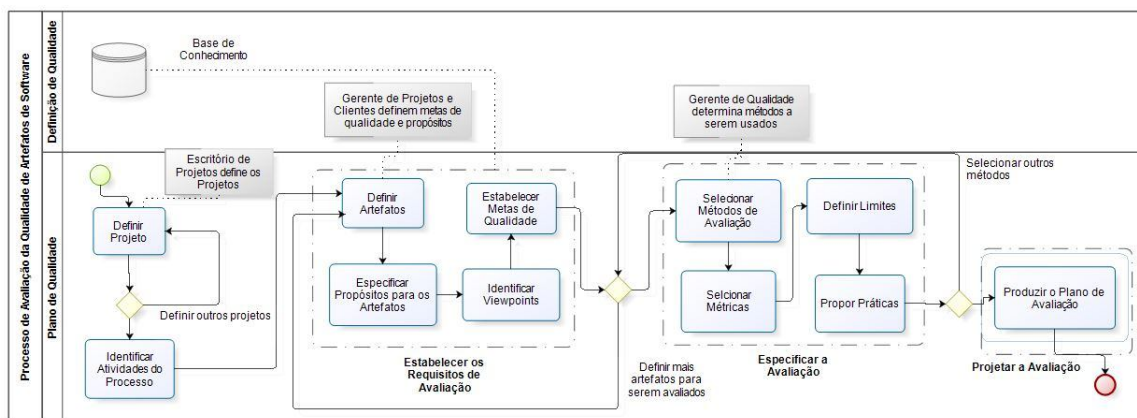 Processo de Avaliação da Qualidade de Artefatos de Software
Definição de Qualidade
Base de
Conhecimento
Gerente de Projetos e
Clientes definem metas de
qualidade e propósitos
Gerente de Qualidade
determina métodos a
serem usados
Plano de Qualidade
Escritório de
Projetos define os
Projetos
Definir
Projeto
Definir outros projetos
Identificar
Atividades do
Processo
Definir
Artefatos
Especificar
Propósitos para os
Artefatos
Identificar
Viewpoints
Estabelecer
Metas de
Qualidade
Estabelecer os
Requisitos de
Avaliação
Definir mais
artefatos para
serem avaliados
Selecionar
Métodos de
Avaliação
Selcionar
Métricas
Definir Limites
Propor Práticas
Especificar a
Avaliação
Selecionar outros
métodos
Produzir o Plano de
Avaliação
Projetar a Avaliação